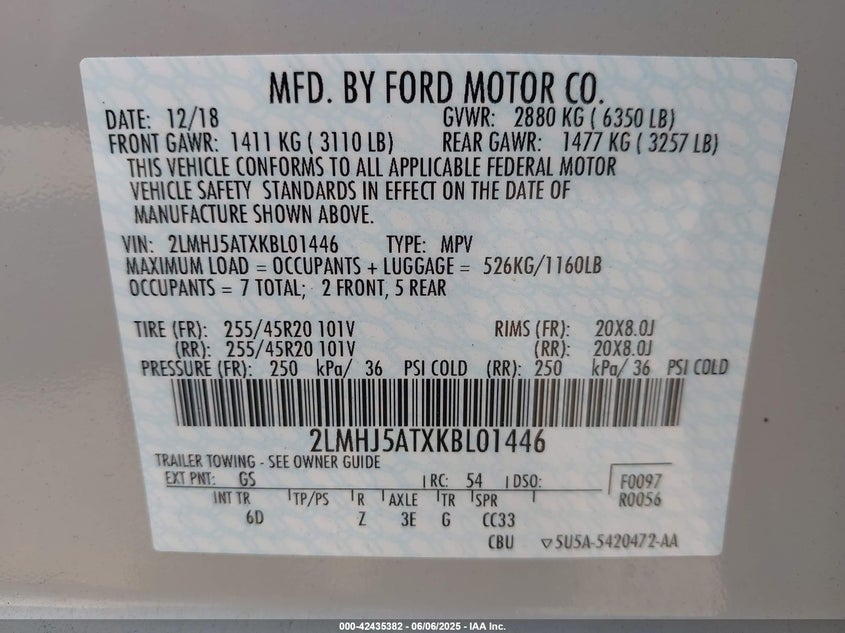 MFD. BY FORD MOTOR CO.
DATE: 12/18 GVWR: 2880 KG ( 6350 LB)
FRONT GAWR: 1411 KG ( 3110 LB) REAR GAWR: 1477 KG ( 3257 LB)
THIS VEHICLE CONFORMS TO ALL APPLICABLE FEDERAL MOTOR
VEHICLE SAFETY STANDARDS IN EFFECT ON THE DATE OF
MANUFACTURE SHOWN ABOVE.
VIN: 2LMHJ5ATXKBL01446 TYPE: MPV
MAXIMUM LOAD = OCCUPANTS + LUGGAGE = 526KG/1160LB
OCCUPANTS = 7 TOTAL; 2 FRONT, 5 REAR
TIRE (FR): 255/45R20 101V RIMS (FR): 20X8.0J
(RR): 255/45R20 101V (RR): 20X8.0J
PRESSURE (FR): 250 kPa/ 36 PSI COLD (RR): 250 kPa/ 36 PSI COLD
2LMHJ5ATXKBL01446
TRAILER TOWING - SEE OWNER GUIDE
EXT PNT: GS RC: 54 DSO: F0097
INT TR TP/PS R AXLE TR SPR R0056
6D Z 3E G CC33
CBU ▽5U5A-5420472-AA
000-42435382 - 06/06/2025 - IAA Inc.